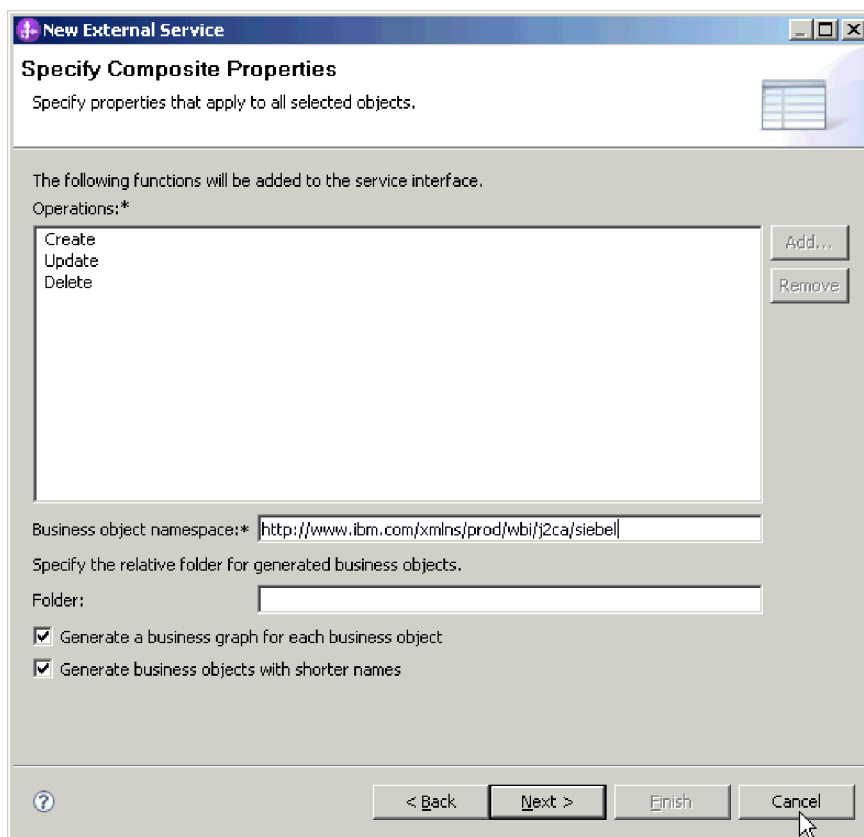 New External Service
Specify Composite Properties
Specify properties that apply to all selected objects.
The following functions will be added to the service interface.
Operations:*
Create
Update
Delete
Add...
Remove
Business object namespace:* http://www.ibm.com/xmlns/prod/wbi/j2ca/siebel
Specify the relative folder for generated business objects.
Folder:
Generate a business graph for each business object
Generate business objects with shorter names
? < Back Next > Finish Cancel